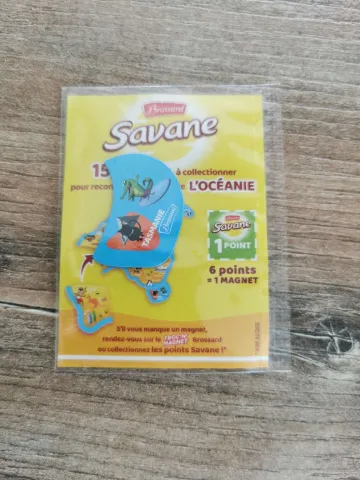 Brossard
Savane
15 à collectionner
pour recon L'OCÉANIE
TASMANIE
Brossard
Savane
1 POINT
6 points
= 1 MAGNET
S'il vous manque un magnet,
rendez-vous sur le Brossard
ou collectionnez les points Savane !*